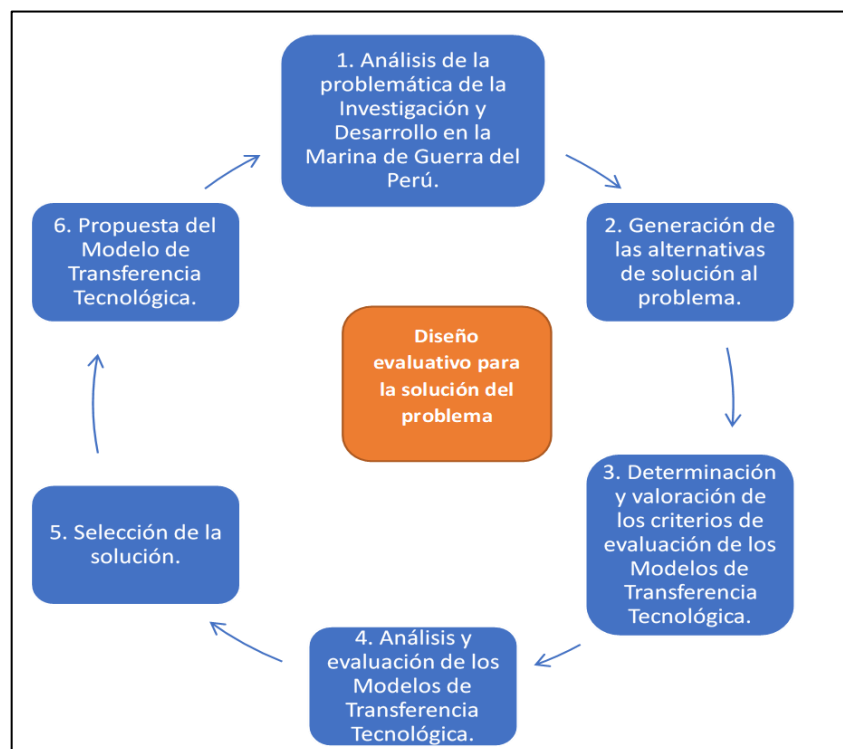 1. Análisis de la
problemática de la
Investigación y
Desarrollo en la
Marina de Guerra del
Perú.
2. Generación de
las alternativas
de solución al
problema.
3. Determinación
y valoración de
los criterios de
evaluación de los
Modelos de
Transferencia
Tecnológica.
4. Análisis y
evaluación de los
Modelos de
Transferencia
Tecnológica.
5. Selección de la
solución.
6. Propuesta del
Modelo de
Transferencia
Tecnológica.
Diseño
evaluativo para
la solución del
problema